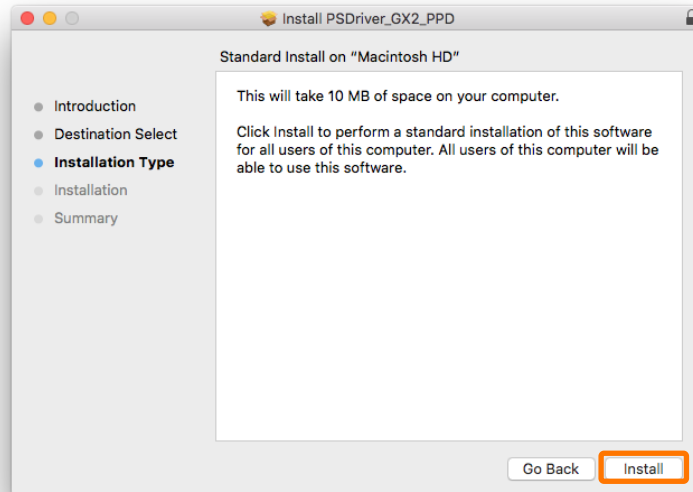 Install PSDriver_GX2_PPD
Standard Install on “Macintosh HD”
Introduction
Destination Select
Installation Type
Installation
Summary
This will take 10 MB of space on your computer.
Click Install to perform a standard installation of this software
for all users of this computer. All users of this computer will be
able to use this software.
Go Back
Install